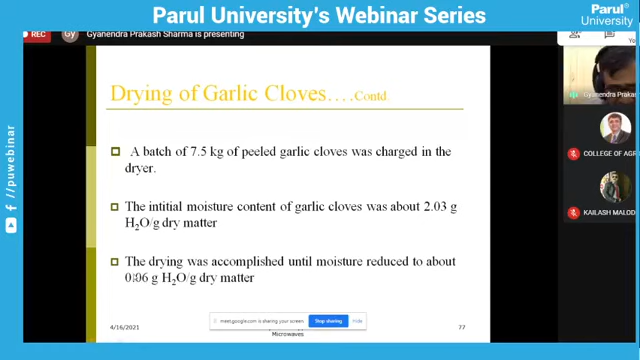 Parul University's Webinar Series
Parul®
University
REC
Gy
Gyanendra Prakash Sharma is presenting
Yo
Drying of Garlic Cloves….Contd
Gyanendra Prakas
A batch of 7.5 kg of peeled garlic cloves was charged in the
dryer.
COLLEGE OF AGR
The intitial moisture content of garlic cloves was about 2.03 g
H₂O/g dry matter
KAILASH MALOD
The drying was accomplished until moisture reduced to about
0.06 g H₂O/g dry matter
/puwebinar
meet.google.com is sharing your screen.
Stop sharing
Hide
4/16/2021
Microwaves
77